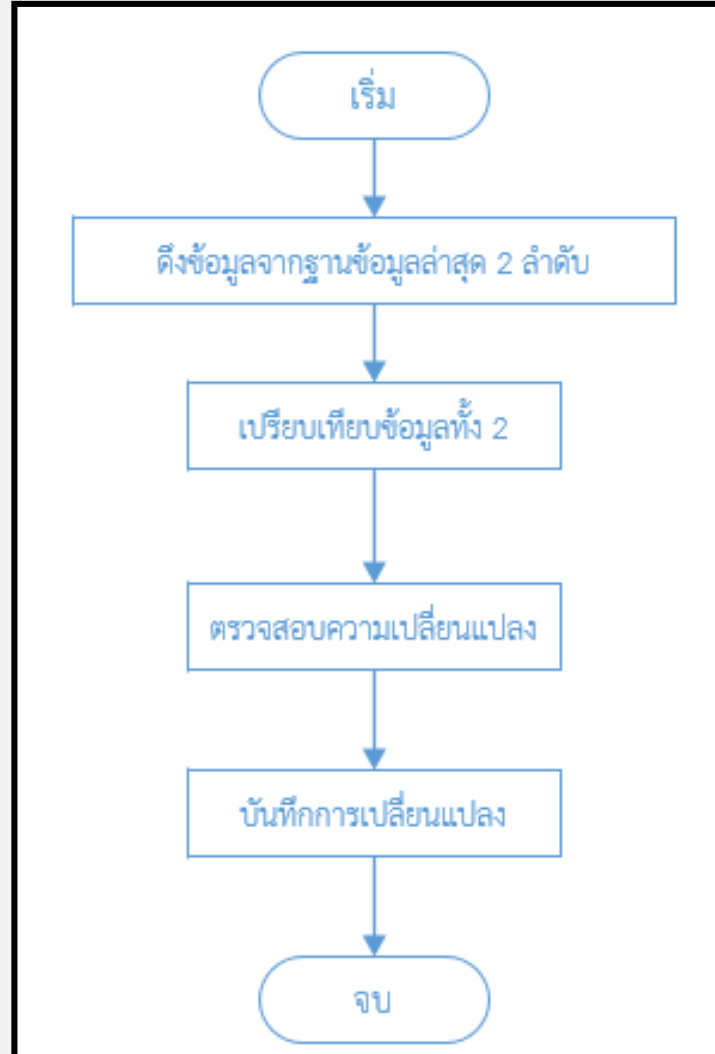 เริ่ม
ดึงข้อมูลจากฐานข้อมูลล่าสุด 2 ลำดับ
เปรียบเทียบข้อมูลทั้ง 2
ตรวจสอบความเปลี่ยนแปลง
บันทึกการเปลี่ยนแปลง
จบ